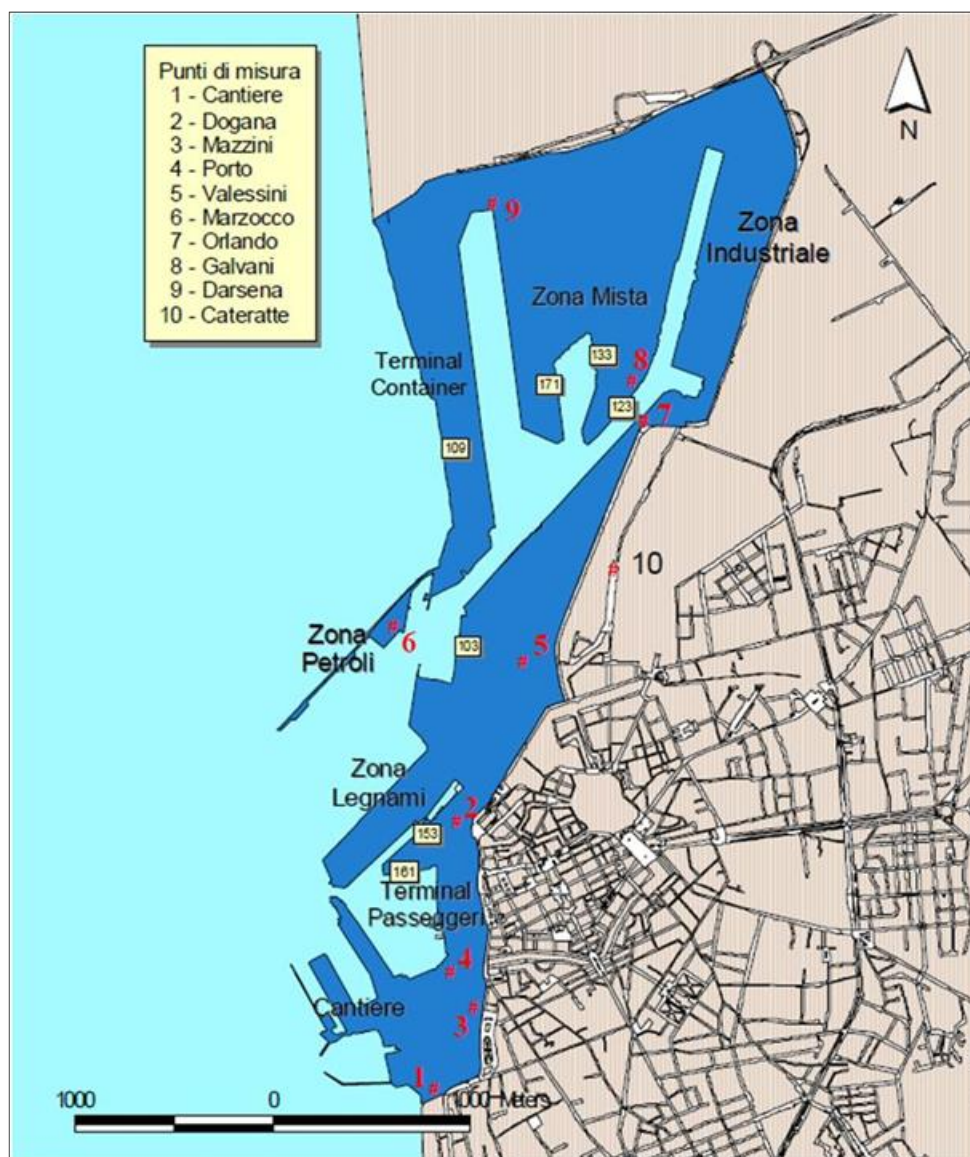 Punti di misura
1 - Cantiere
2 - Dogana
3 - Mazzini
4 - Porto
5 - Valessini
6 - Marzocco
7 - Orlando
8 - Galvani
9 - Darsena
10 - Cateratte
N
# 9
Zona
Industriale
Zona Mista
133
8
#
Terminal
Container
171
123
# 7
109
# 10
Zona
Petroli
#
6
103
5
#
Zona
Legnami
# 2
153
161
Terminal
Passeggeri
4
#
Cantiere
#
3
1 #
1000 0 1000 Meters